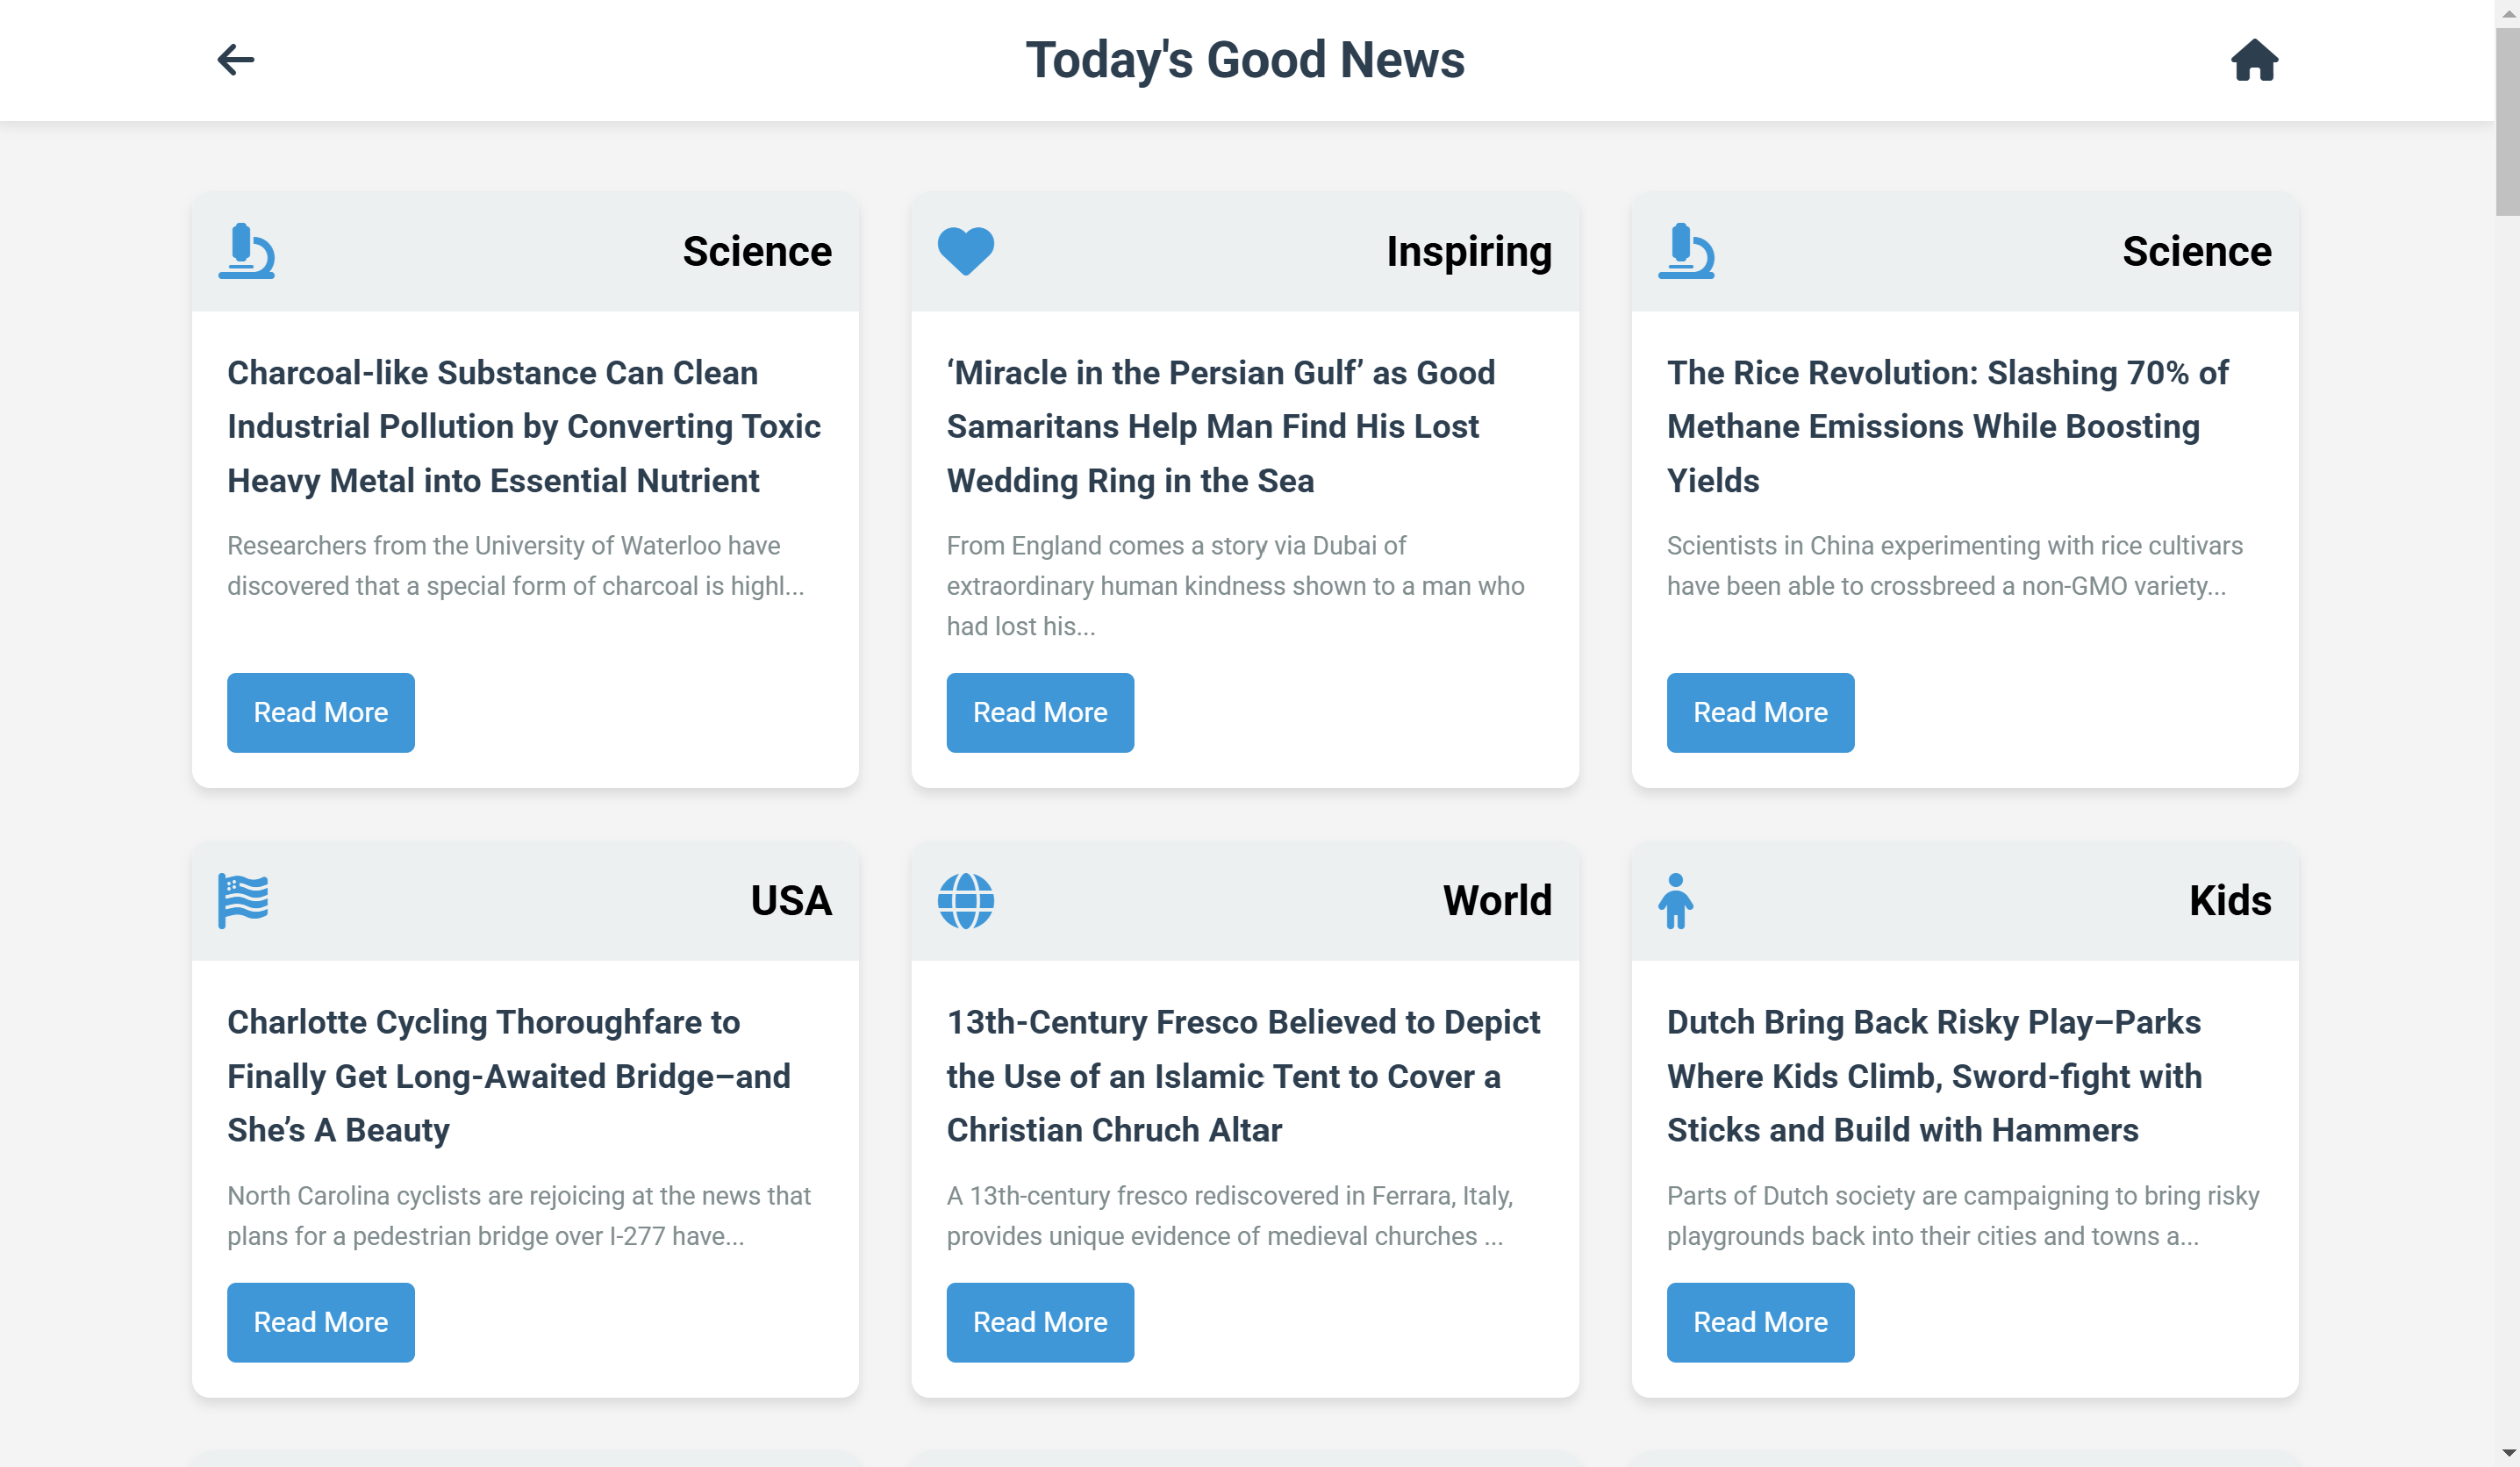 Today's Good News
Science
Charcoal-like Substance Can Clean
Industrial Pollution by Converting Toxic
Heavy Metal into Essential Nutrient
Researchers from the University of Waterloo have
discovered that a special form of charcoal is highl...
Read More
Inspiring
‘Miracle in the Persian Gulf’ as Good
Samaritans Help Man Find His Lost
Wedding Ring in the Sea
From England comes a story via Dubai of
extraordinary human kindness shown to a man who
had lost his...
Read More
Science
The Rice Revolution: Slashing 70% of
Methane Emissions While Boosting
Yields
Scientists in China experimenting with rice cultivars
have been able to crossbreed a non-GMO variety...
Read More
USA
Charlotte Cycling Thoroughfare to
Finally Get Long-Awaited Bridge–and
She’s A Beauty
North Carolina cyclists are rejoicing at the news that
plans for a pedestrian bridge over I-277 have...
Read More
World
13th-Century Fresco Believed to Depict
the Use of an Islamic Tent to Cover a
Christian Chruch Altar
A 13th-century fresco rediscovered in Ferrara, Italy,
provides unique evidence of medieval churches ...
Read More
Kids
Dutch Bring Back Risky Play–Parks
Where Kids Climb, Sword-fight with
Sticks and Build with Hammers
Parts of Dutch society are campaigning to bring risky
playgrounds back into their cities and towns a...
Read More